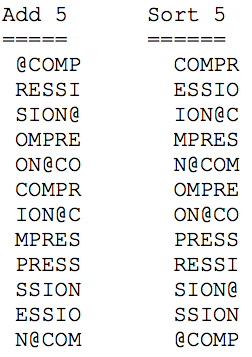 Add 5 Sort 5
===== ======
@COMP COMPR
RESSI ESSIO
SION@ ION@C
OMPRE MPRES
ON@CO N@COM
COMPR OMPRE
ION@C ON@CO
MPRES PRESS
PRESS RESSI
SSION SION@
ESSIO SSION
N@COM @COMP